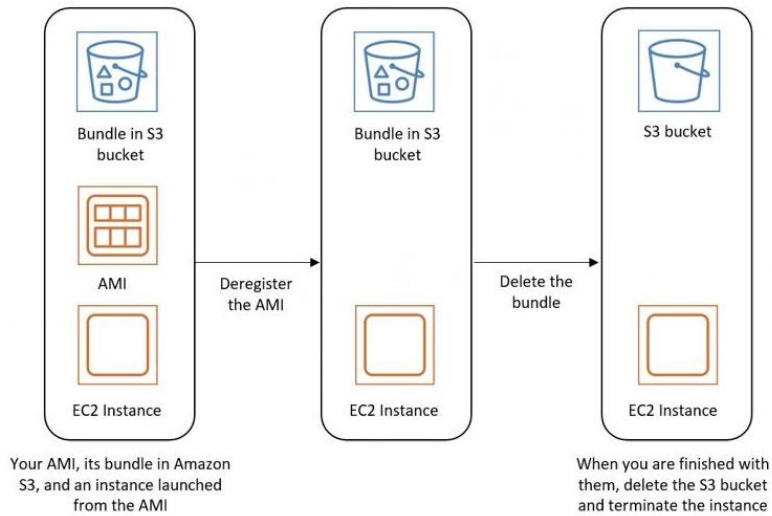 Bundle in S3
bucket
AMI
EC2 Instance
Your AMI, its bundle in Amazon
S3, and an instance launched
from the AMI
Deregister
the AMI
Bundle in S3
bucket
EC2 Instance
Delete the
bundle
S3 bucket
EC2 Instance
When you are finished with
them, delete the S3 bucket
and terminate the instance